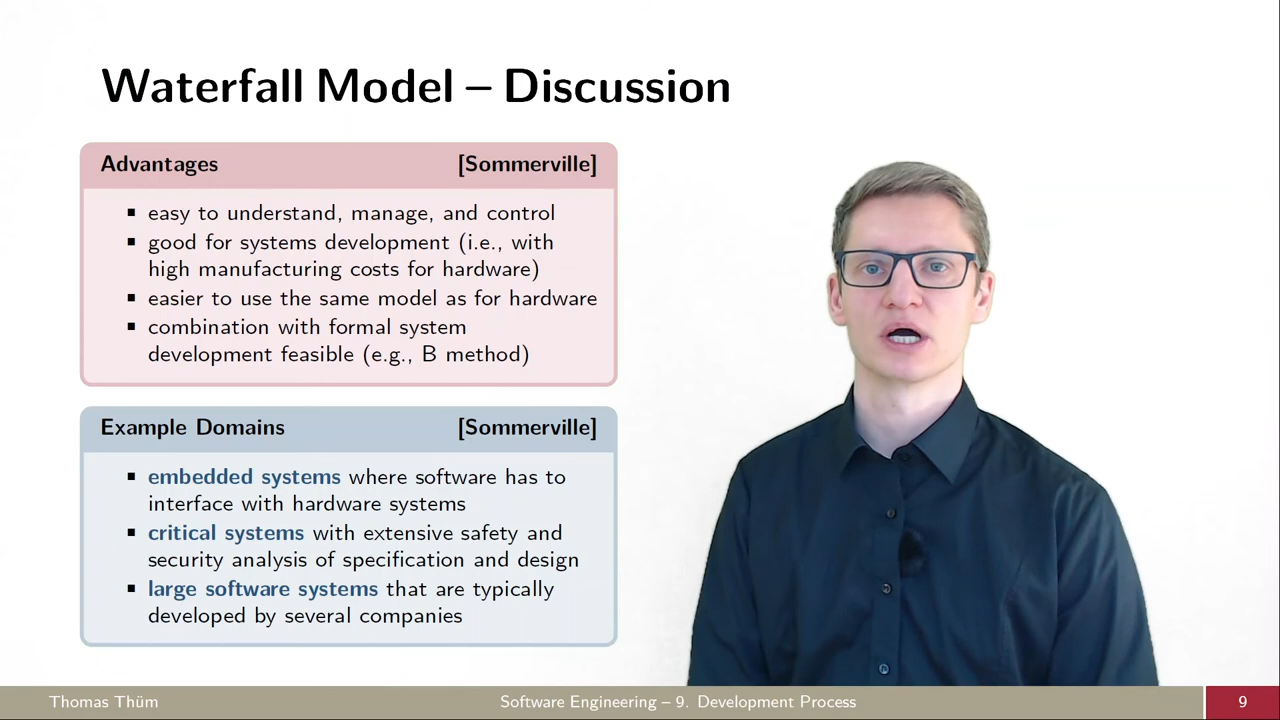 Waterfall Model – Discussion
Advantages [Sommerville]
▪ easy to understand, manage, and control
▪ good for systems development (i.e., with
high manufacturing costs for hardware)
▪ easier to use the same model as for hardware
▪ combination with formal system
development feasible (e.g., B method)
Example Domains [Sommerville]
▪ embedded systems where software has to
interface with hardware systems
▪ critical systems with extensive safety and
security analysis of specification and design
▪ large software systems that are typically
developed by several companies
Thomas Thüm Software Engineering – 9. Development Process 9